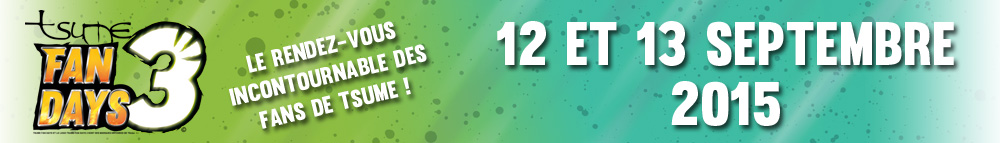 tsume
FAN
DAYS 3
LE RENDEZ-VOUS
INCONTOURNABLE DES
FANS DE TSUME !
12 ET 13 SEPTEMBRE
2015